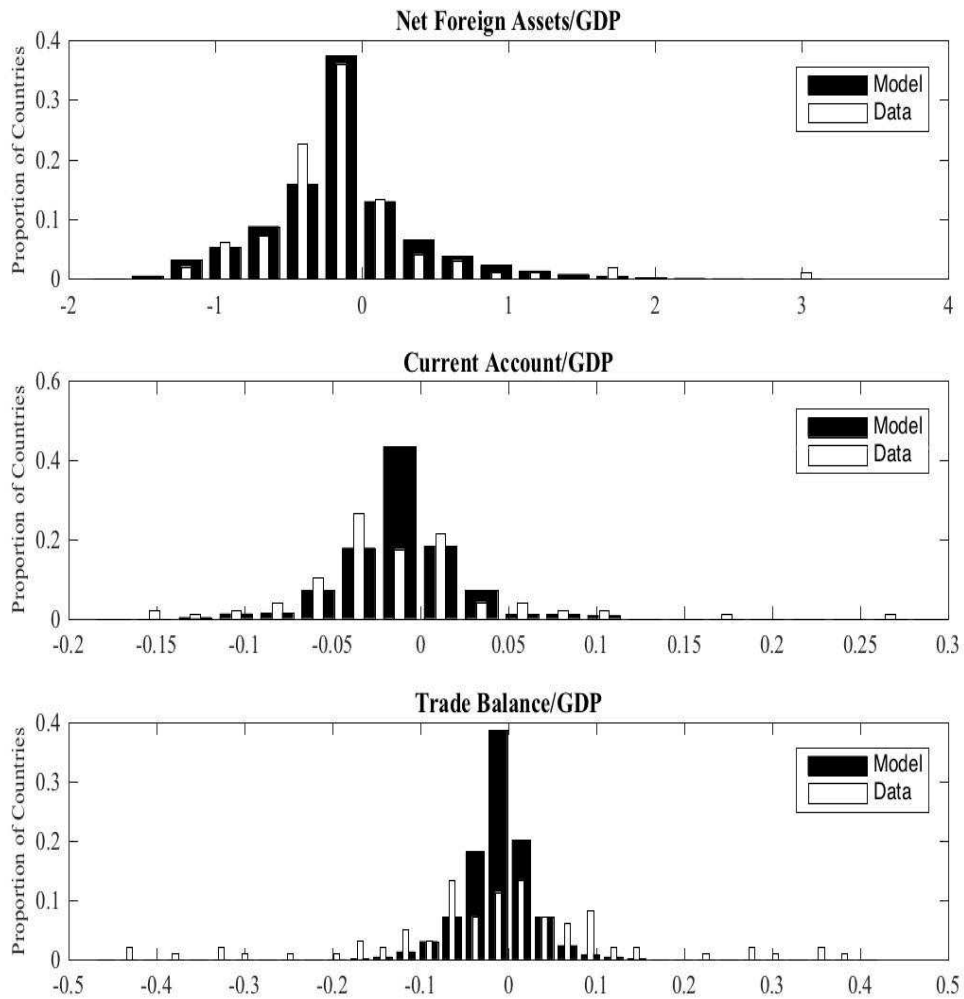 Net Foreign Assets/GDP
Proportion of Countries
0.4
0.3
0.2
0.1
0
Model
Data
-2 -1 0 1 2 3 4
Current Account/GDP
Proportion of Countries
0.6
0.4
0.2
0
Model
Data
-0.2 -0.15 -0.1 -0.05 0 0.05 0.1 0.15 0.2 0.25 0.3
Trade Balance/GDP
Proportion of Countries
0.4
0.3
0.2
0.1
0
Model
Data
-0.5 -0.4 -0.3 -0.2 -0.1 0 0.1 0.2 0.3 0.4 0.5